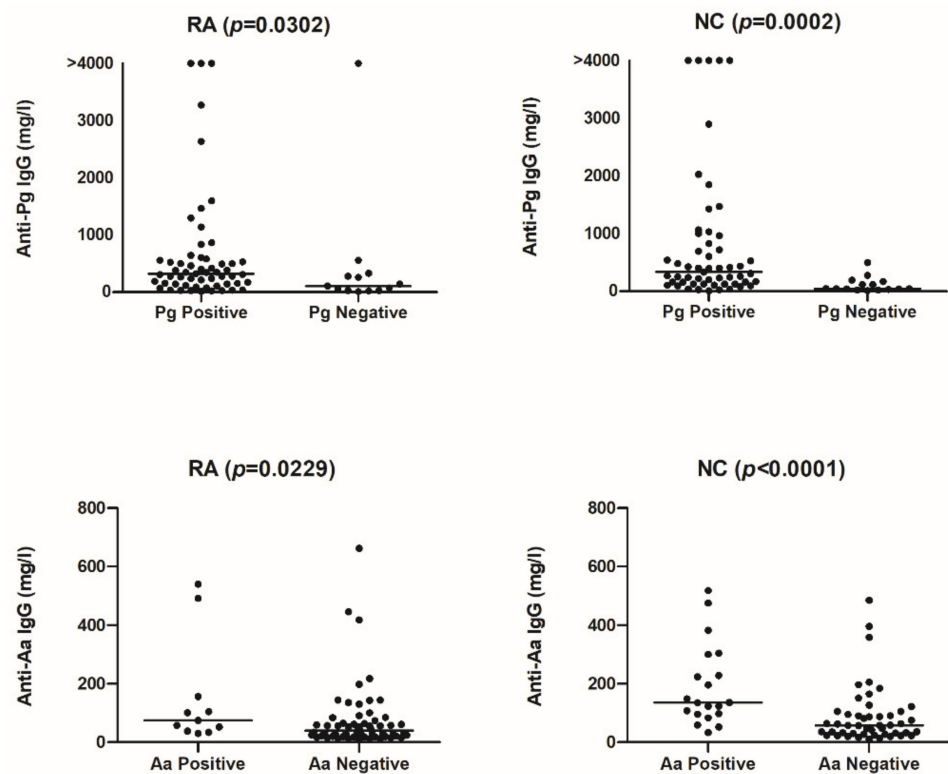 RA (p=0.0302)
Anti-Pg IgG (mg/l)
>4000
3000
2000
1000
0
Pg Positive
Pg Negative
NC (p=0.0002)
Anti-Pg IgG (mg/l)
>4000
3000
2000
1000
0
Pg Positive
Pg Negative
RA (p=0.0229)
Anti-Aa IgG (mg/l)
800
600
400
200
0
Aa Positive
Aa Negative
NC (p<0.0001)
Anti-Aa IgG (mg/l)
800
600
400
200
0
Aa Positive
Aa Negative